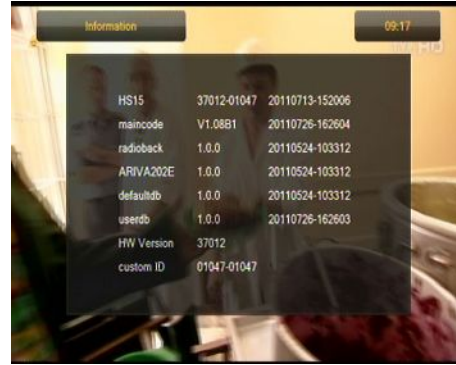 Information 09:17
HD
HS15 37012-01047 20110713-152006
maincode V1.08B1 20110726-162604
radioback 1.0.0 20110524-103312
ARIVA202E 1.0.0 20110524-103312
defaultdb 1.0.0 20110524-103312
userdb 1.0.0 20110726-162603
HW Version 37012
custom ID 01047-01047